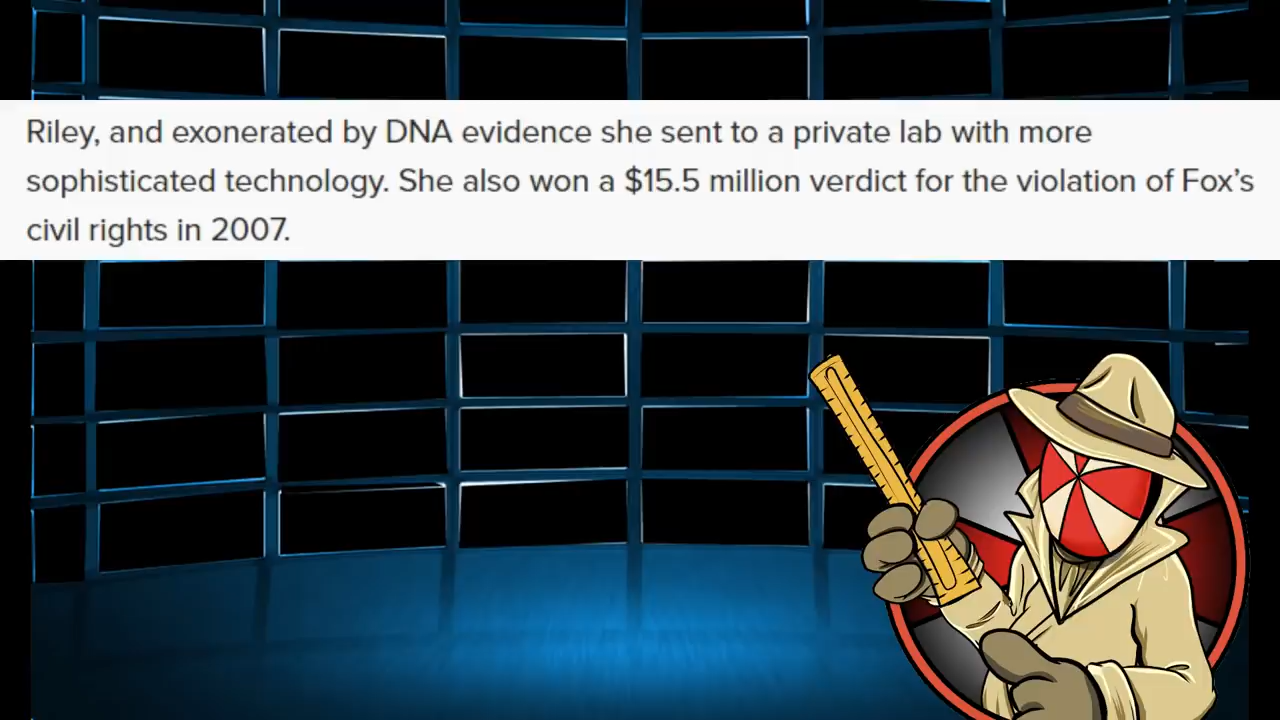 Riley, and exonerated by DNA evidence she sent to a private lab with more
sophisticated technology. She also won a $15.5 million verdict for the violation of Fox’s
civil rights in 2007.